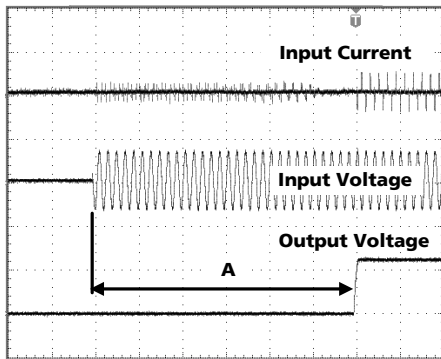 T
Input Current
Input Voltage
Output Voltage
A